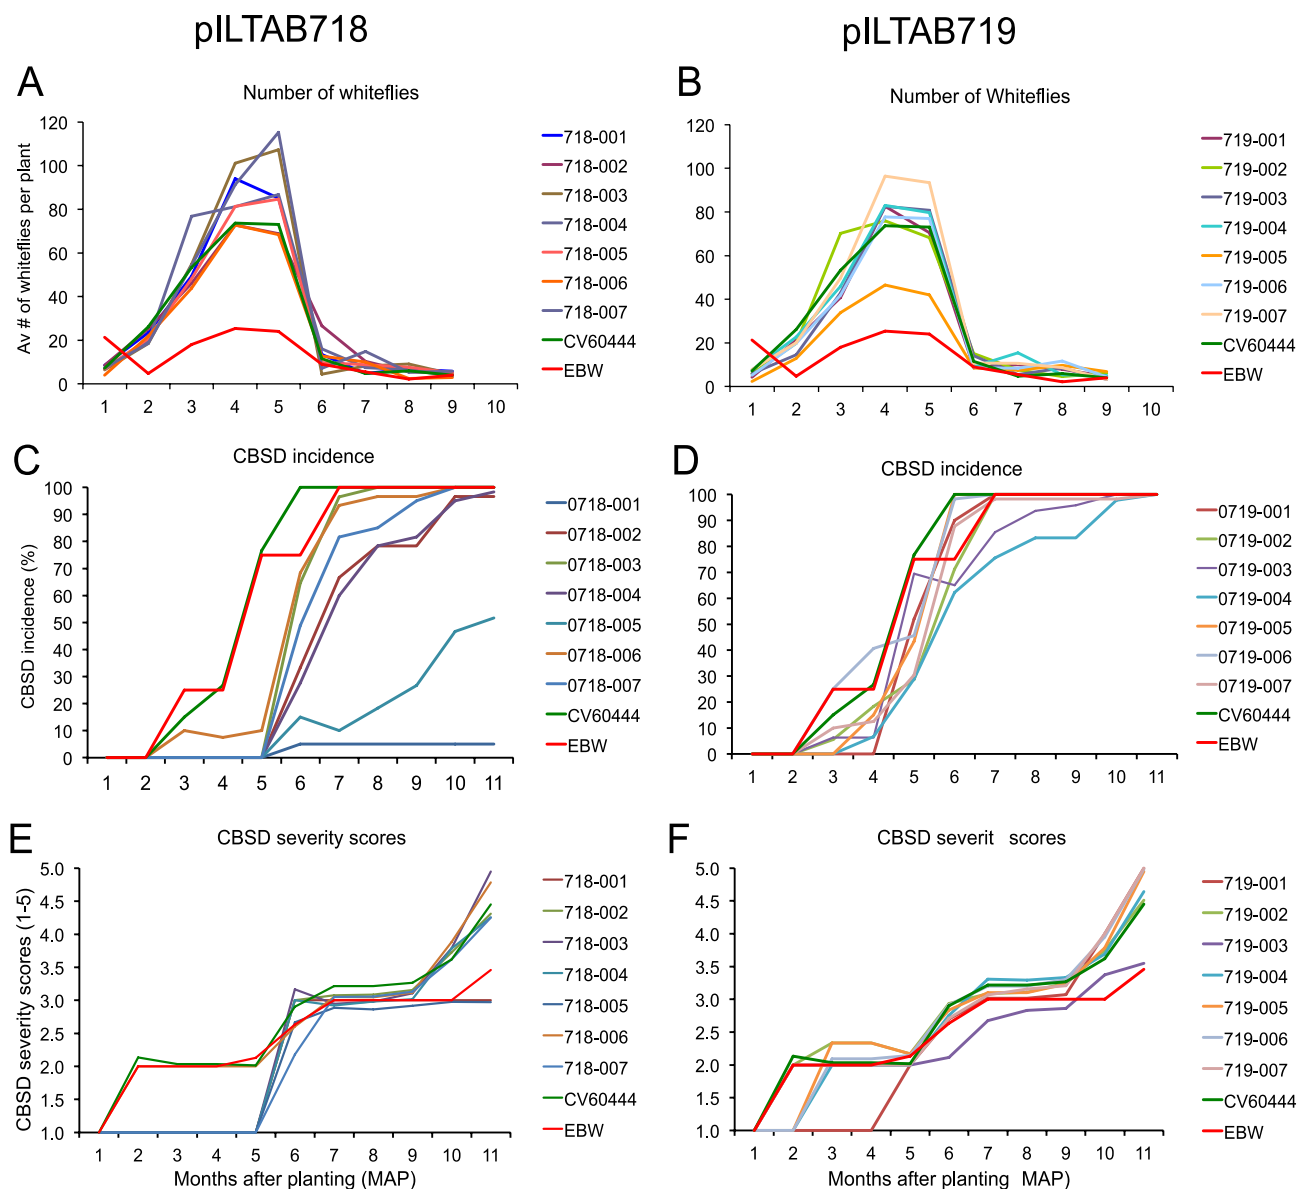 pILTAB718
pILTAB719
A
Number of whiteflies
Av # of whiteflies per plant
120
100
80
60
40
20
0
1 2 3 4 5 6 7 8 9 10
718-001
718-002
718-003
718-004
718-005
718-006
718-007
CV60444
EBW
B
Number of Whiteflies
120
100
80
60
40
20
0
1 2 3 4 5 6 7 8 9 10
719-001
719-002
719-003
719-004
719-005
719-006
719-007
CV60444
EBW
C
CBSD incidence
CBSD incidence (%)
100
90
80
70
60
50
40
30
20
10
0
1 2 3 4 5 6 7 8 9 10 11
0718-001
0718-002
0718-003
0718-004
0718-005
0718-006
0718-007
CV60444
EBW
D
CBSD incidence
100
90
80
70
60
50
40
30
20
10
0
1 2 3 4 5 6 7 8 9 10 11
0719-001
0719-002
0719-003
0719-004
0719-005
0719-006
0719-007
CV60444
EBW
E
CBSD severity scores
CBSD severity scores (1-5)
5.0
4.5
4.0
3.5
3.0
2.5
2.0
1.5
1.0
1 2 3 4 5 6 7 8 9 10 11
Months after planting (MAP)
718-001
718-002
718-003
718-004
718-005
718-006
718-007
CV60444
EBW
F
CBSD severit scores
5.0
4.5
4.0
3.5
3.0
2.5
2.0
1.5
1.0
1 2 3 4 5 6 7 8 9 10 11
Months after planting MAP)
719-001
719-002
719-003
719-004
719-005
719-006
719-007
CV60444
EBW